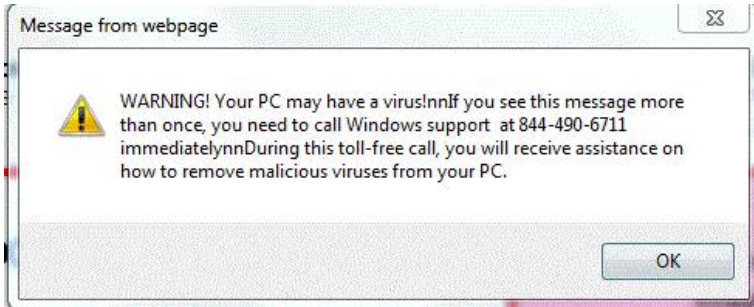 Message from webpage
WARNING! Your PC may have a virus!nnIf you see this message more
than once, you need to call Windows support at 844-490-6711
immediatelynnDuring this toll-free call, you will receive assistance on
how to remove malicious viruses from your PC.
OK